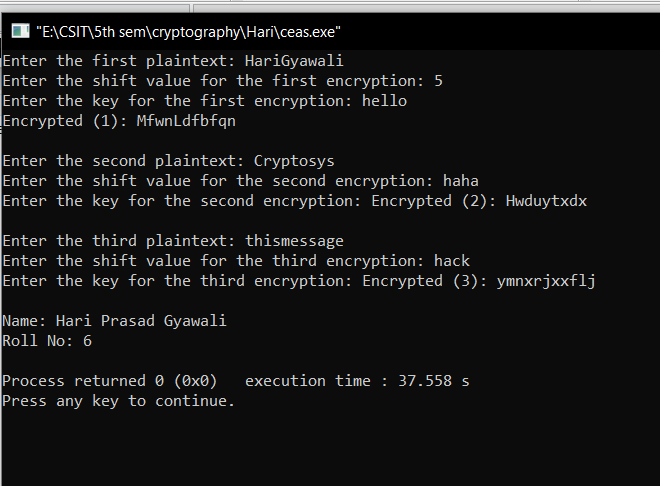 "E:\CSIT\5th sem\cryptography\Hari\ceas.exe"
Enter the first plaintext: HariGyawali
Enter the shift value for the first encryption: 5
Enter the key for the first encryption: hello
Encrypted (1): MfwnLdfbfqn
Enter the second plaintext: Cryptosys
Enter the shift value for the second encryption: haha
Enter the key for the second encryption: Encrypted (2): Hwduytxdx
Enter the third plaintext: thismessage
Enter the shift value for the third encryption: hack
Enter the key for the third encryption: Encrypted (3): ymnxrjxxflj
Name: Hari Prasad Gyawali
Roll No: 6
Process returned 0 (0x0)   execution time : 37.558 s
Press any key to continue.